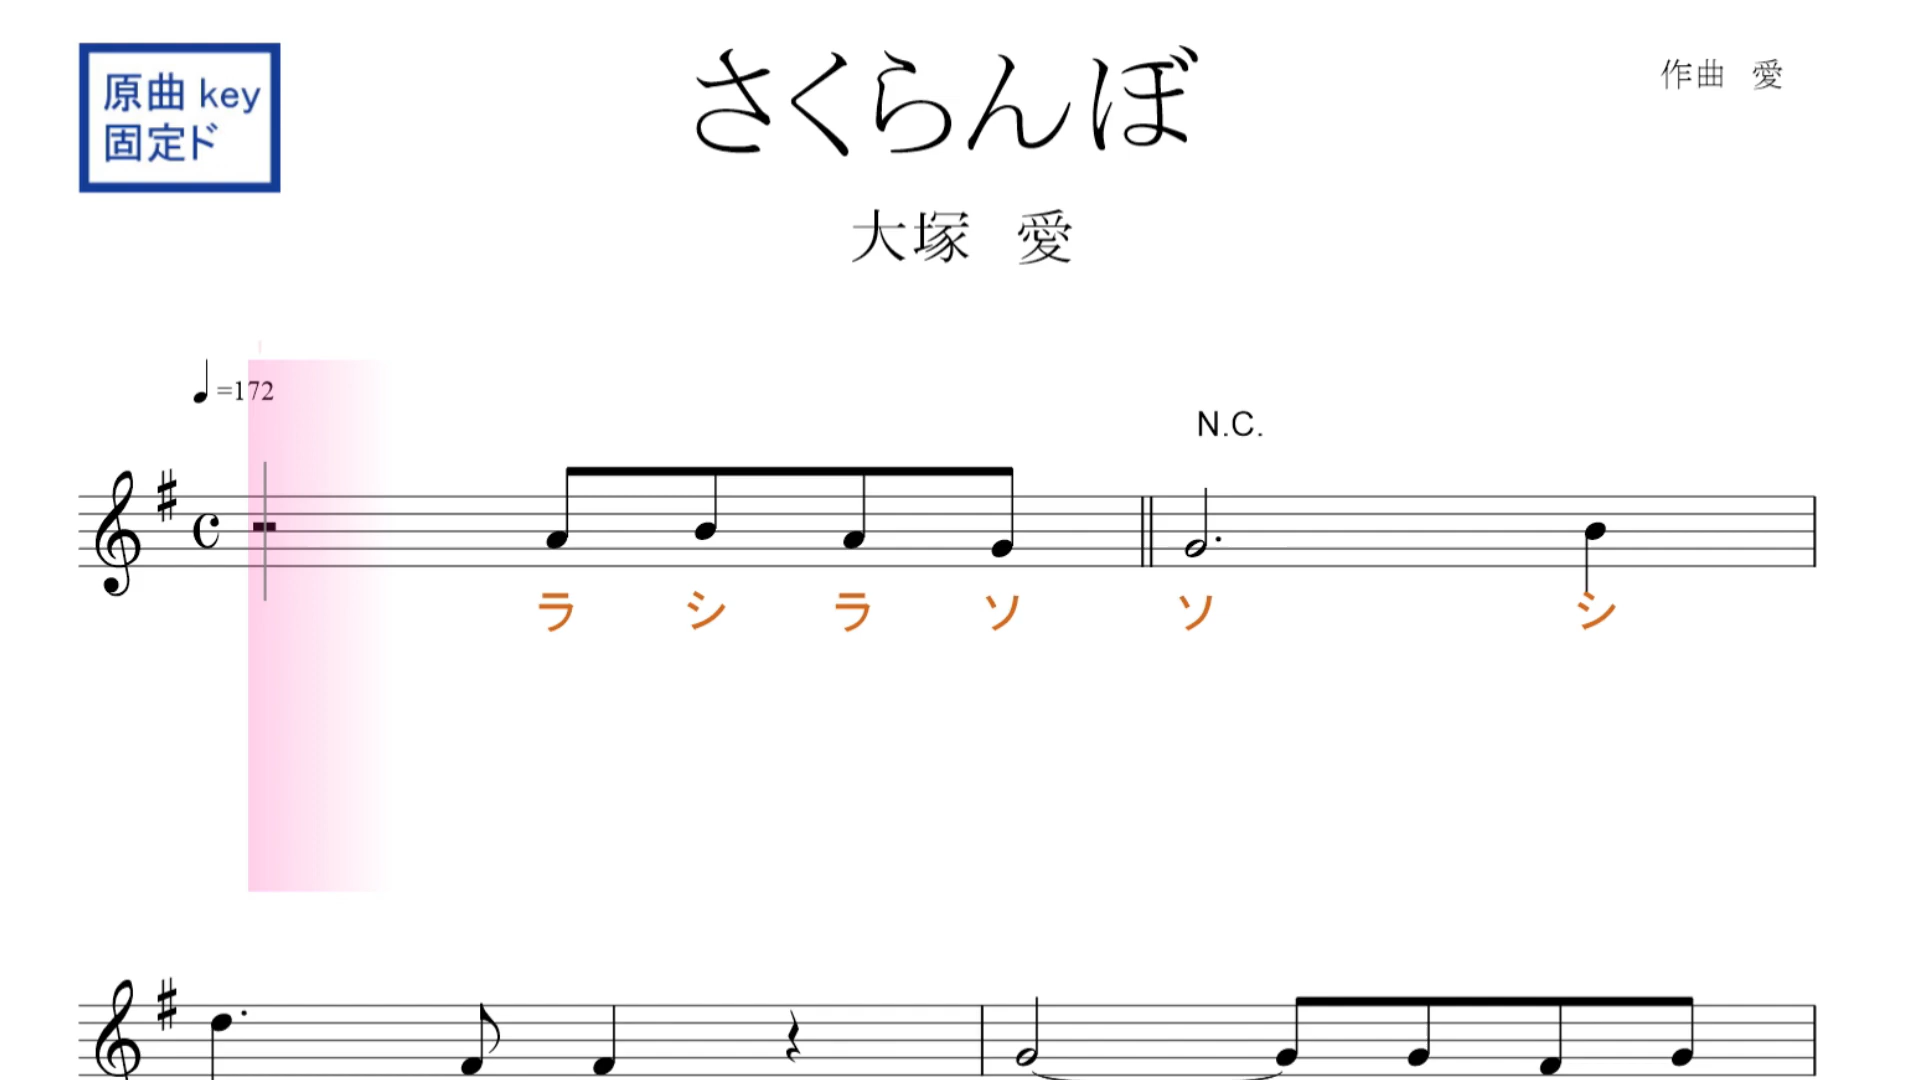 原曲 key
固定ド
さくらんぼ
作曲 愛
大塚 愛
♩=172
N.C.
ラ シ ラ ソ ソ シ